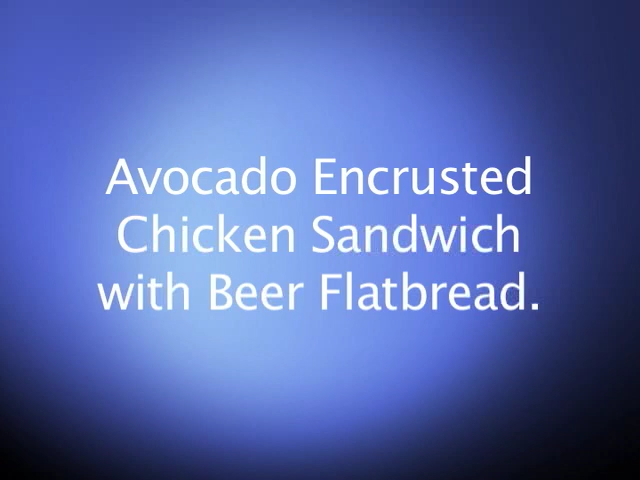 Avocado Encrusted
Chicken Sandwich
with Beer Flatbread.